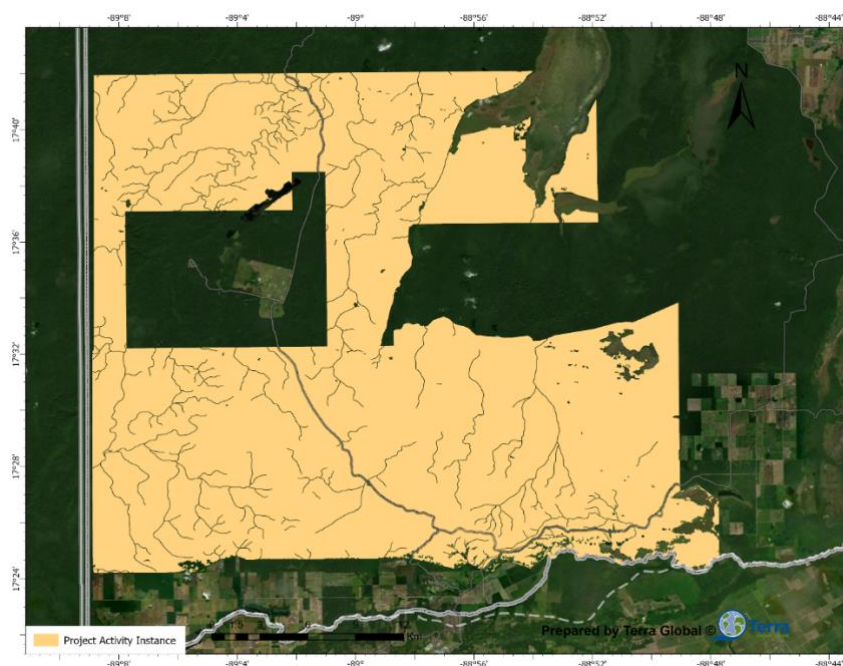 -89°8' -89°4' -89° -88°56' -88°52' -88°48' -88°44'
N
17°40'
17°36'
17°32'
17°28'
17°24'
Project Activity Instance
Km
Prepared by Terra Global ©
Terra